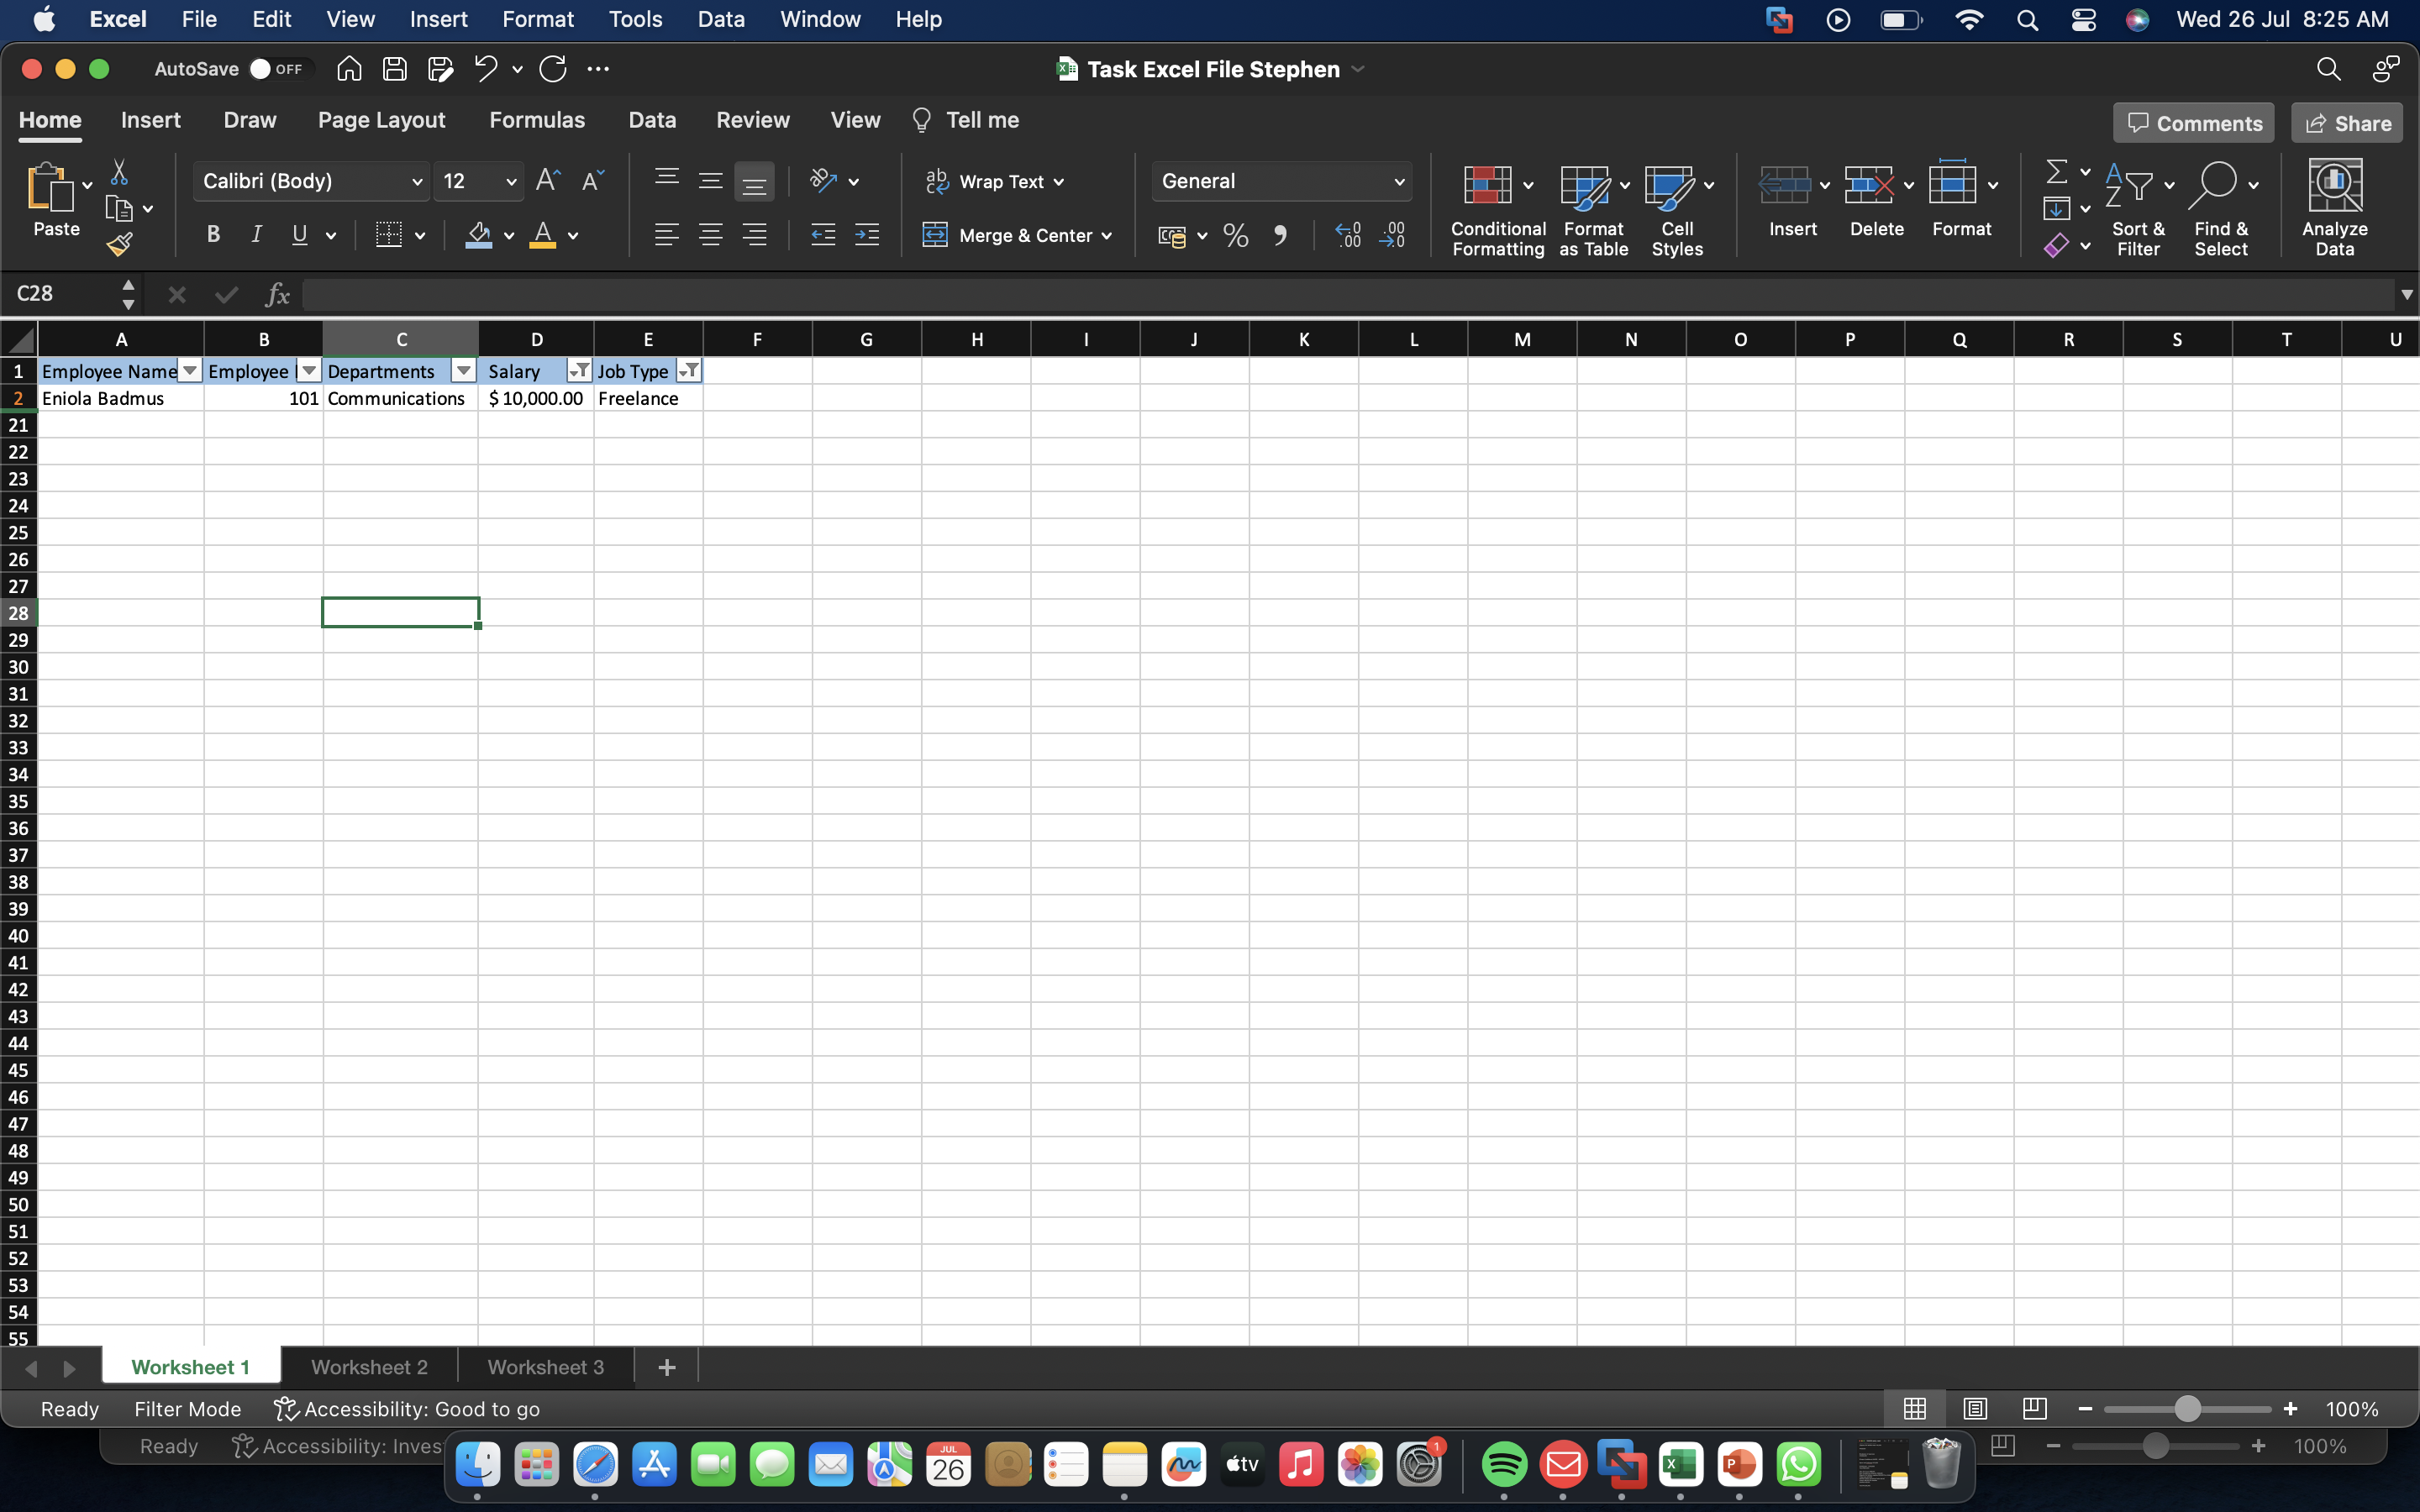 Excel File Edit View Insert Format Tools Data Window Help Wed 26 Jul 8:25 AM
AutoSave OFF Task Excel File Stephen
Home Insert Draw Page Layout Formulas Data Review View Tell me Comments Share
Paste Calibri (Body) 12 Wrap Text General Conditional Formatting Format as Table Cell Styles Insert Delete Format Sort & Filter Find & Select Analyze Data
B I U Merge & Center
C28 fx
A B C D E F G H I J K L M N O P Q R S T U
1 Employee Name Employee Departments Salary Job Type
2 Eniola Badmus 101 Communications $ 10,000.00 Freelance
21
22
23
24
25
26
27
28
29
30
31
32
33
34
35
36
37
38
39
40
41
42
43
44
45
46
47
48
49
50
51
52
53
54
55
Worksheet 1 Worksheet 2 Worksheet 3
Ready Filter Mode Accessibility: Good to go 100%
Ready Accessibility: Inves 100%
JUL 26 tv 1